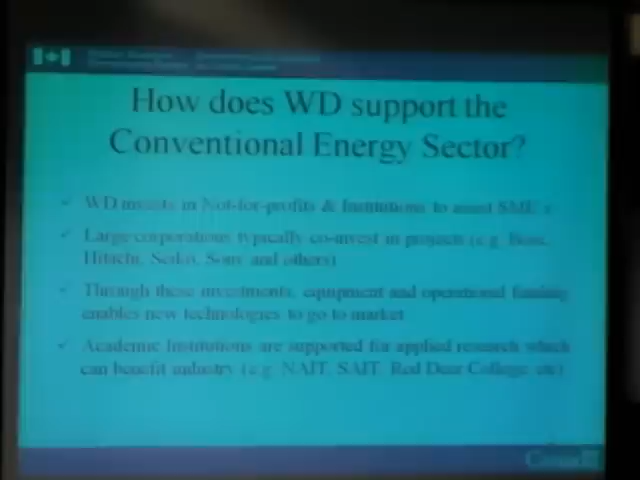 How does WD support the
Conventional Energy Sector?
WD invests in Not-for-profits & Institutions to assist SME's
Large corporations typically co-invest in projects (e.g.
Hitachi, Seiko, Sony and others)
Through these investments, equipment and operational funding
enables new technologies to go to market
Academic Institutions are supported for applied research which
can benefit industry (e.g. NAIT, SAIT, Red Deer College, etc)
Canada